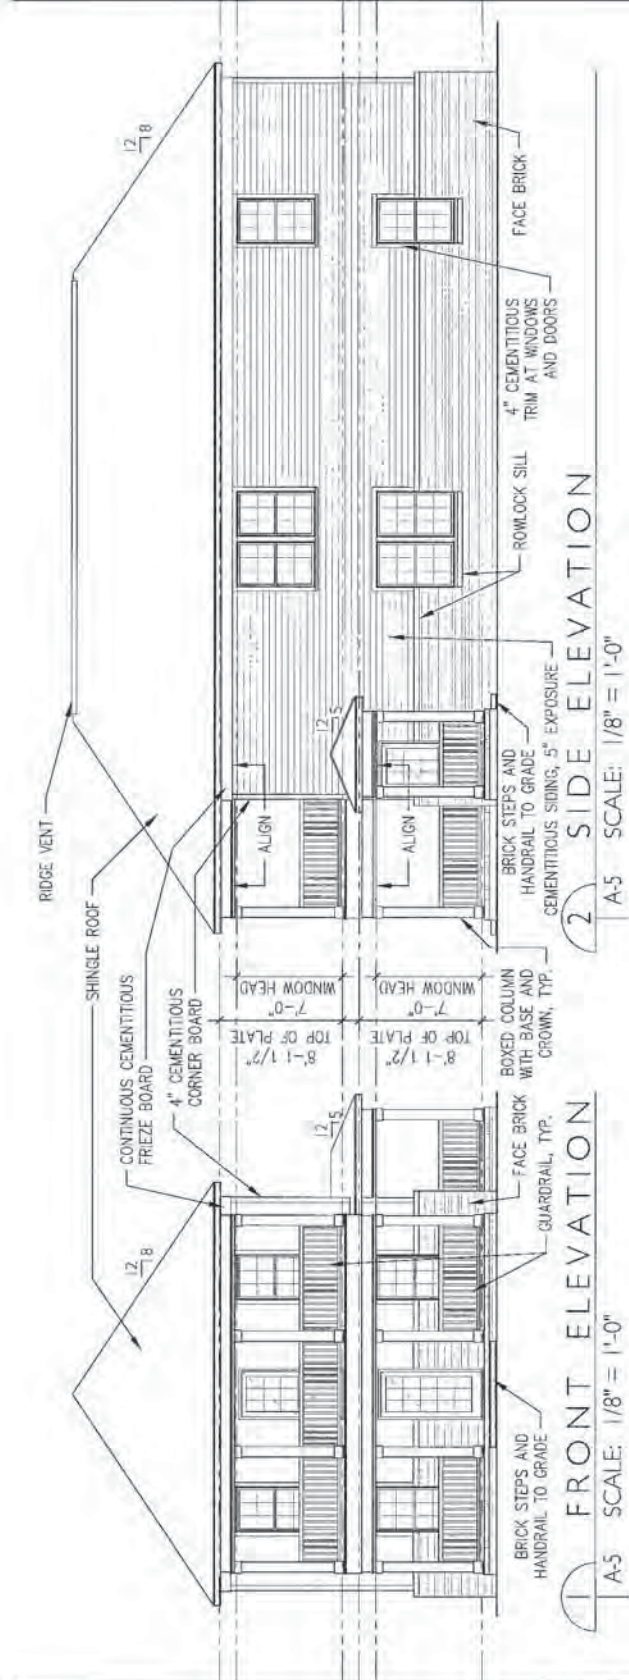 RIDGE VENT
SHINGLE ROOF
CONTINUOUS CEMENTITIOUS
FRIEZE BOARD
4" CEMENTITIOUS
CORNER BOARD
12
8
12
5
8'-1 1/2"
TOP OF PLATE
7'-0"
WINDOW HEAD
8'-1 1/2"
TOP OF PLATE
7'-0"
WINDOW HEAD
BRICK STEPS AND
HANDRAIL TO GRADE
FACE BRICK
GUARDRAIL, TYP.
BOXED COLUMN
WITH BASE AND
CROWN, TYP.
1
FRONT ELEVATION
A-5 SCALE: 1/8" = 1'-0"
12
8
12
5
ALIGN
ALIGN
BRICK STEPS AND
HANDRAIL TO GRADE
CEMENTITIOUS SIDING, 5" EXPOSURE
ROWLOCK SILL
4" CEMENTITIOUS
TRIM AT WINDOWS
AND DOORS
FACE BRICK
2
SIDE ELEVATION
A-5 SCALE: 1/8" = 1'-0"